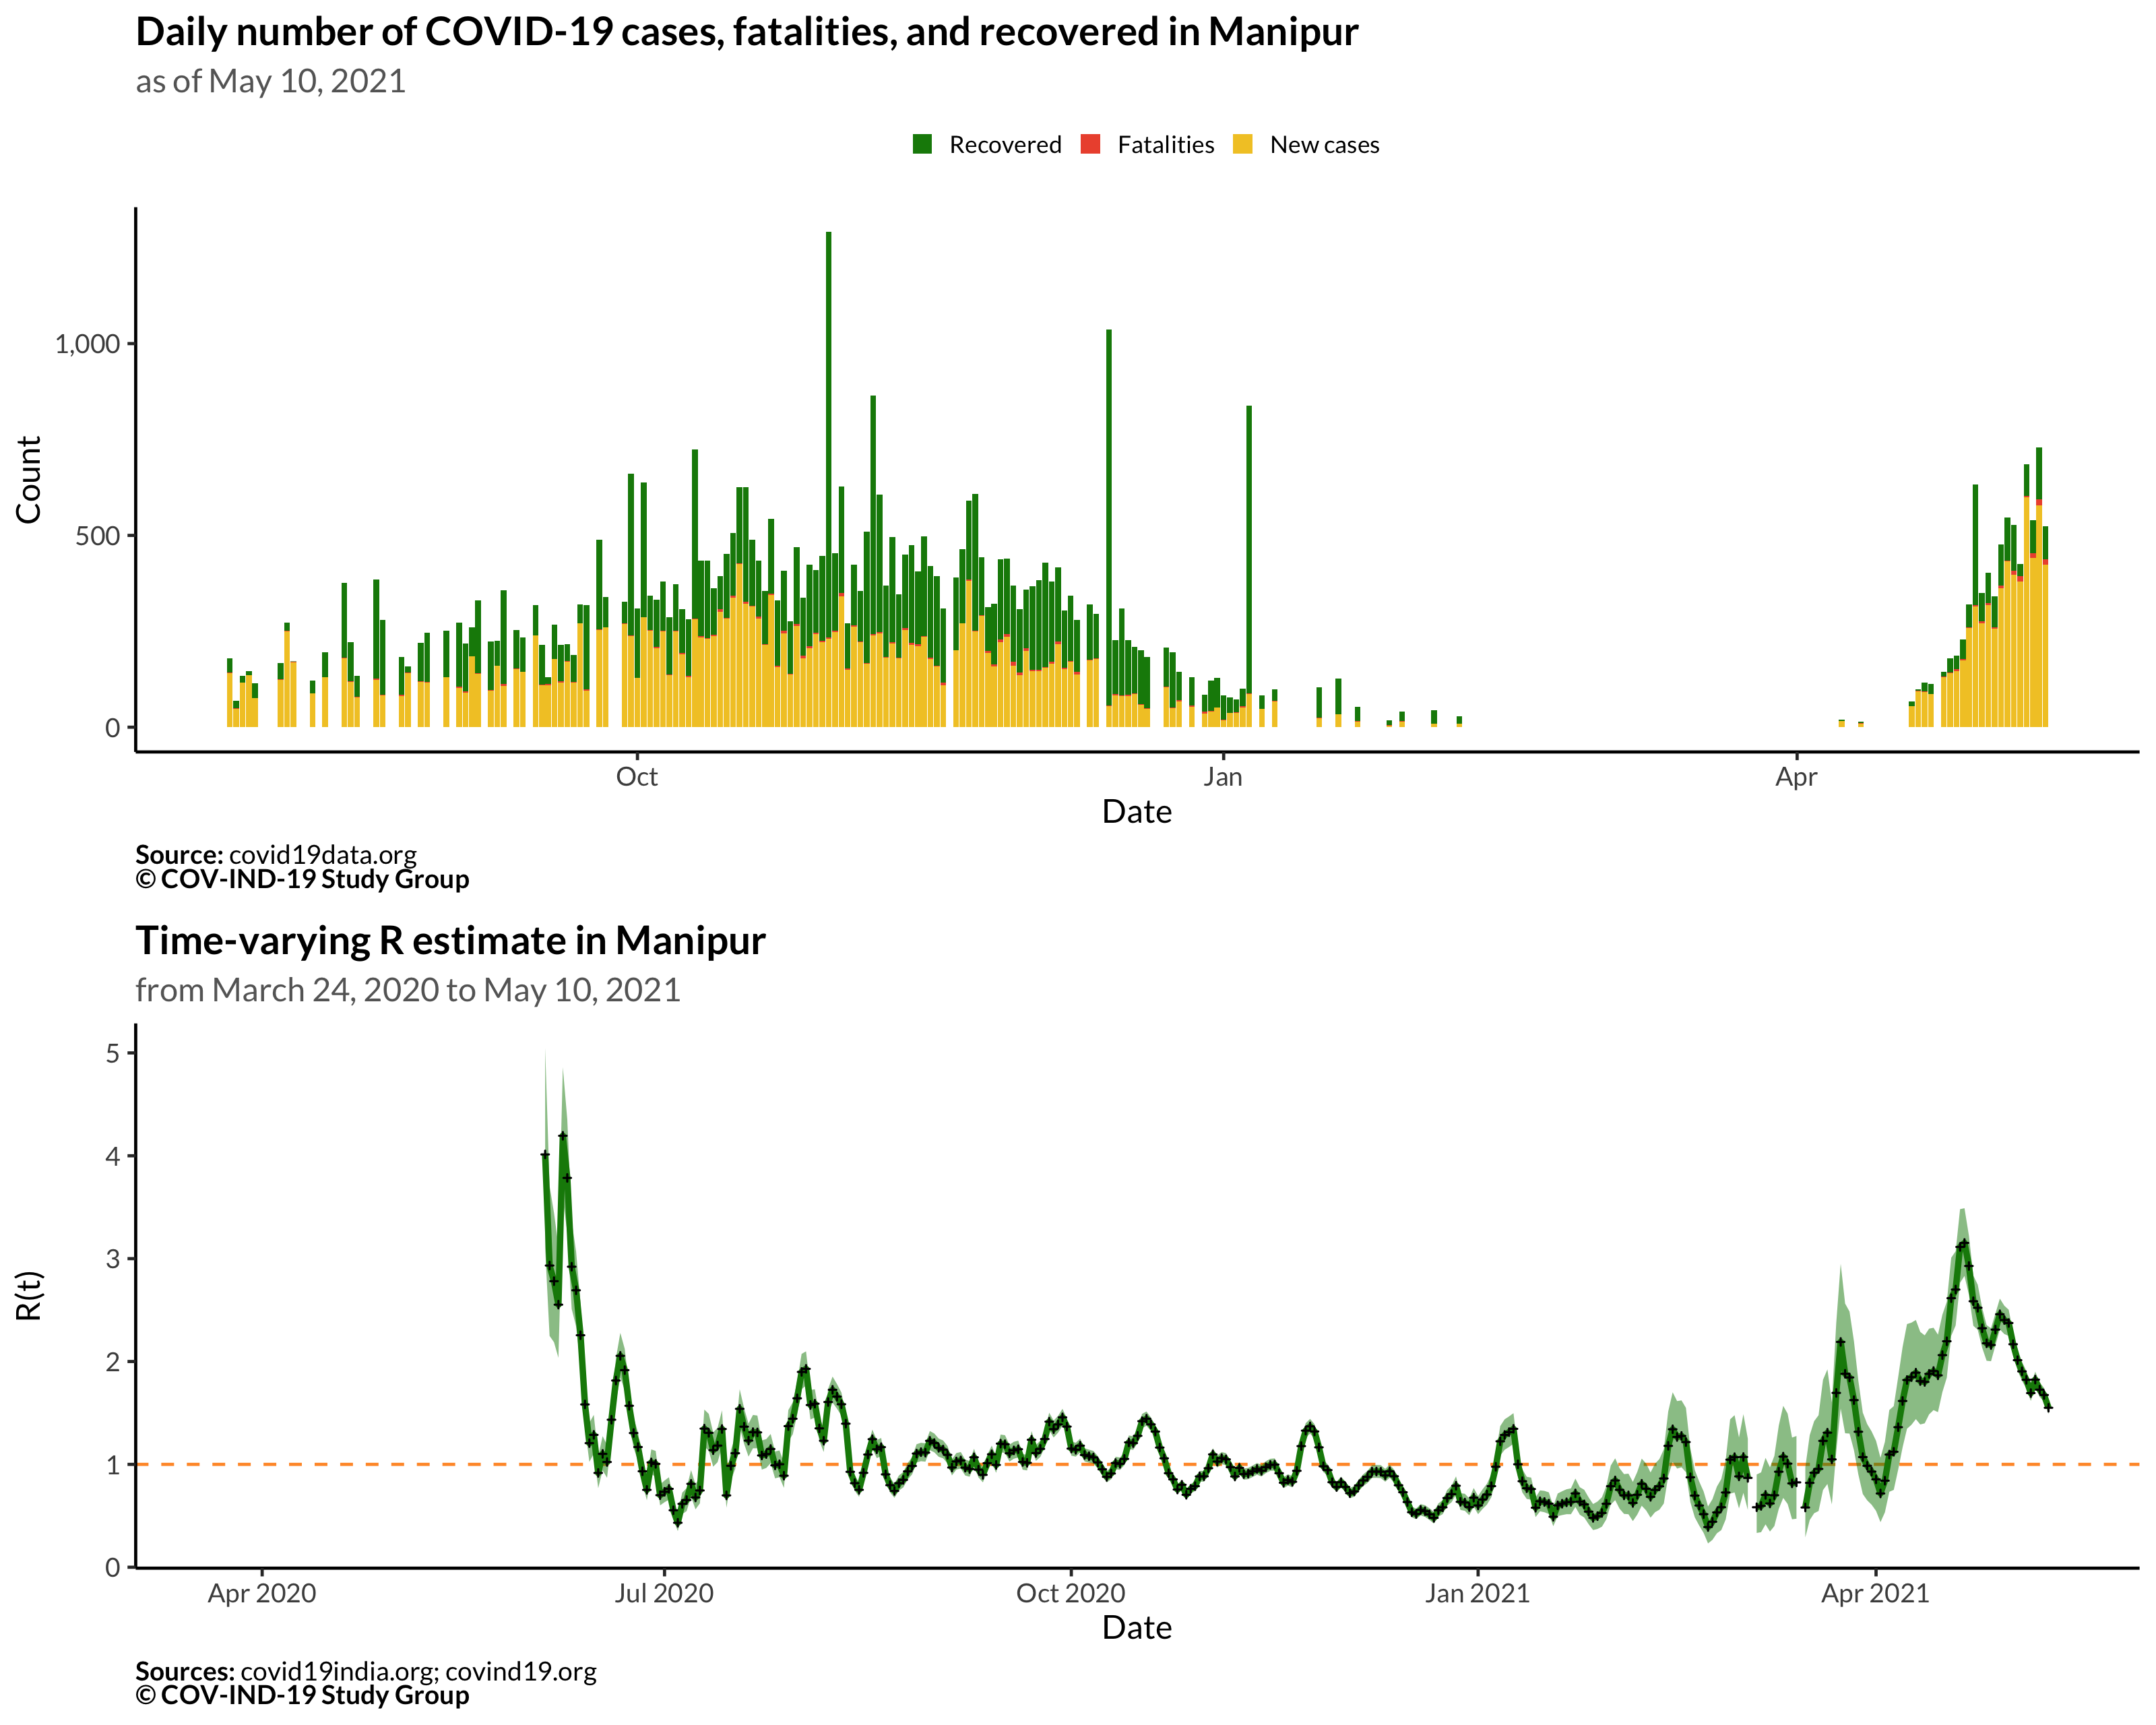 Daily number of COVID-19 cases, fatalities, and recovered in Manipur
as of May 10, 2021
Recovered Fatalities New cases
Count
1,000
500
0
Oct Jan Apr
Date
Source: covid19data.org
© COV-IND-19 Study Group
Time-varying R estimate in Manipur
from March 24, 2020 to May 10, 2021
R(t)
5
4
3
2
1
0
Apr 2020 Jul 2020 Oct 2020 Jan 2021 Apr 2021
Date
Sources: covid19india.org; covind19.org
© COV-IND-19 Study Group